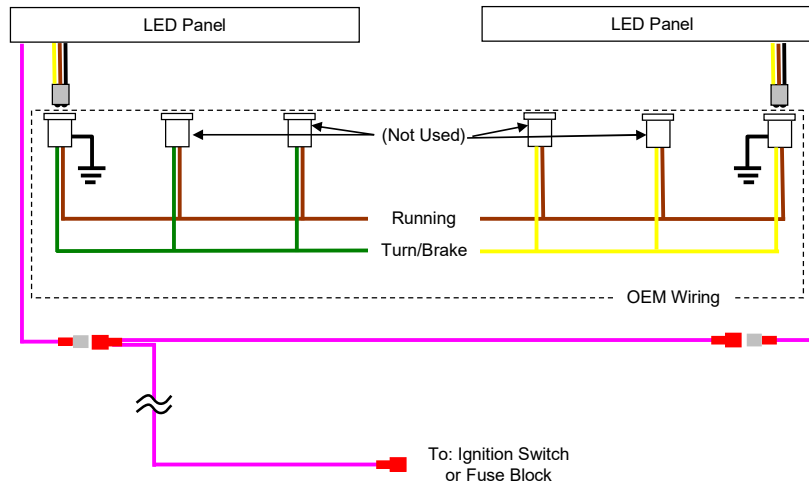 LED Panel
LED Panel
(Not Used)
Running
Turn/Brake
OEM Wiring
To: Ignition Switch
or Fuse Block